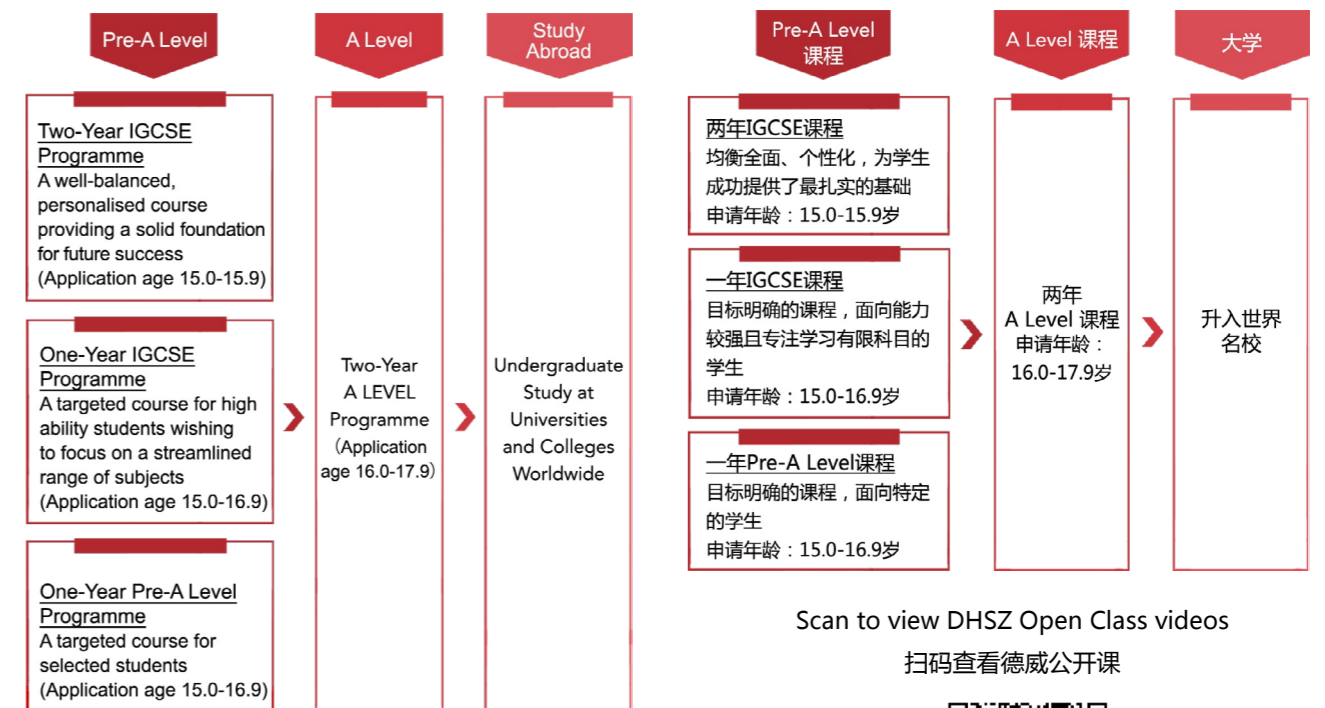 Pre-A Level
A Level
Study
Abroad
Two-Year IGCSE
Programme
A well-balanced,
personalised course
providing a solid foundation
for future success
(Application age 15.0-15.9)
One-Year IGCSE
Programme
A targeted course for high
ability students wishing
to focus on a streamlined
range of subjects
(Application age 15.0-16.9)
One-Year Pre-A Level
Programme
A targeted course for
selected students
(Application age 15.0-16.9)
Two-Year
A LEVEL
Programme
(Application
age 16.0-17.9)
Undergraduate
Study at
Universities
and Colleges
Worldwide
Pre-A Level
课程
A Level 课程
大学
两年IGCSE课程
均衡全面、个性化，为学生
成功提供了最扎实的基础
申请年龄：15.0-15.9岁
一年IGCSE课程
目标明确的课程，面向能力
较强且专注学习有限科目的
学生
申请年龄：15.0-16.9岁
一年Pre-A Level课程
目标明确的课程，面向特定
的学生
申请年龄：15.0-16.9岁
两年
A Level 课程
申请年龄：
16.0-17.9岁
升入世界
名校
Scan to view DHSZ Open Class videos
扫码查看德威公开课